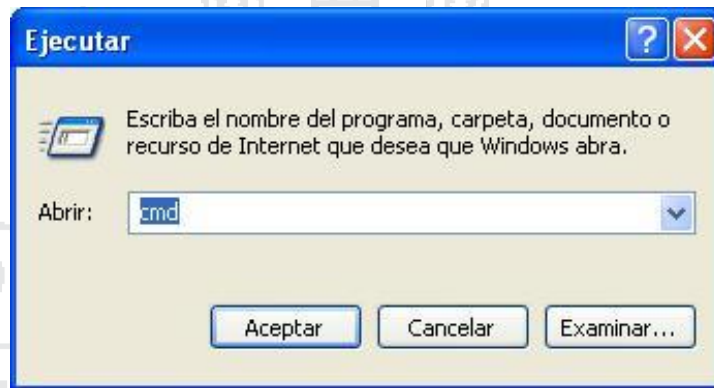 Ejecutar
Escriba el nombre del programa, carpeta, documento o
recurso de Internet que desea que Windows abra.
Abrir: cmd
Aceptar Cancelar Examinar...